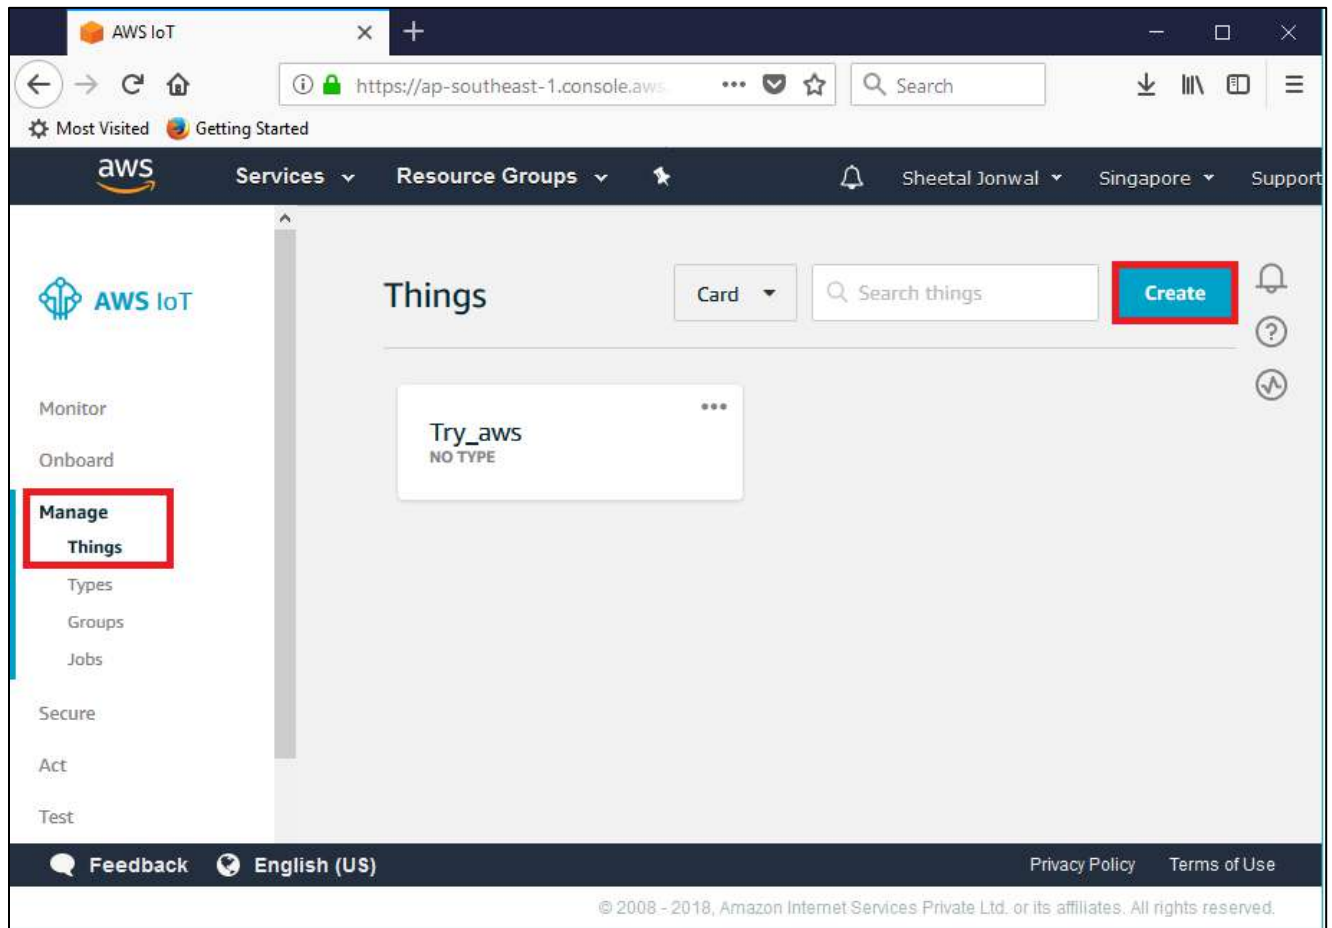 AWS IoT
https://ap-southeast-1.console.aws
Search
Most Visited Getting Started
aws Services Resource Groups Sheetal Jonwal Singapore Support
AWS IoT
Things Card Search things Create
Monitor
Onboard
Manage
Things
Types
Groups
Jobs
Secure
Act
Test
Try_aws
NO TYPE
Feedback English (US) Privacy Policy Terms of Use
© 2008 - 2018, Amazon Internet Services Private Ltd. or its affiliates. All rights reserved.